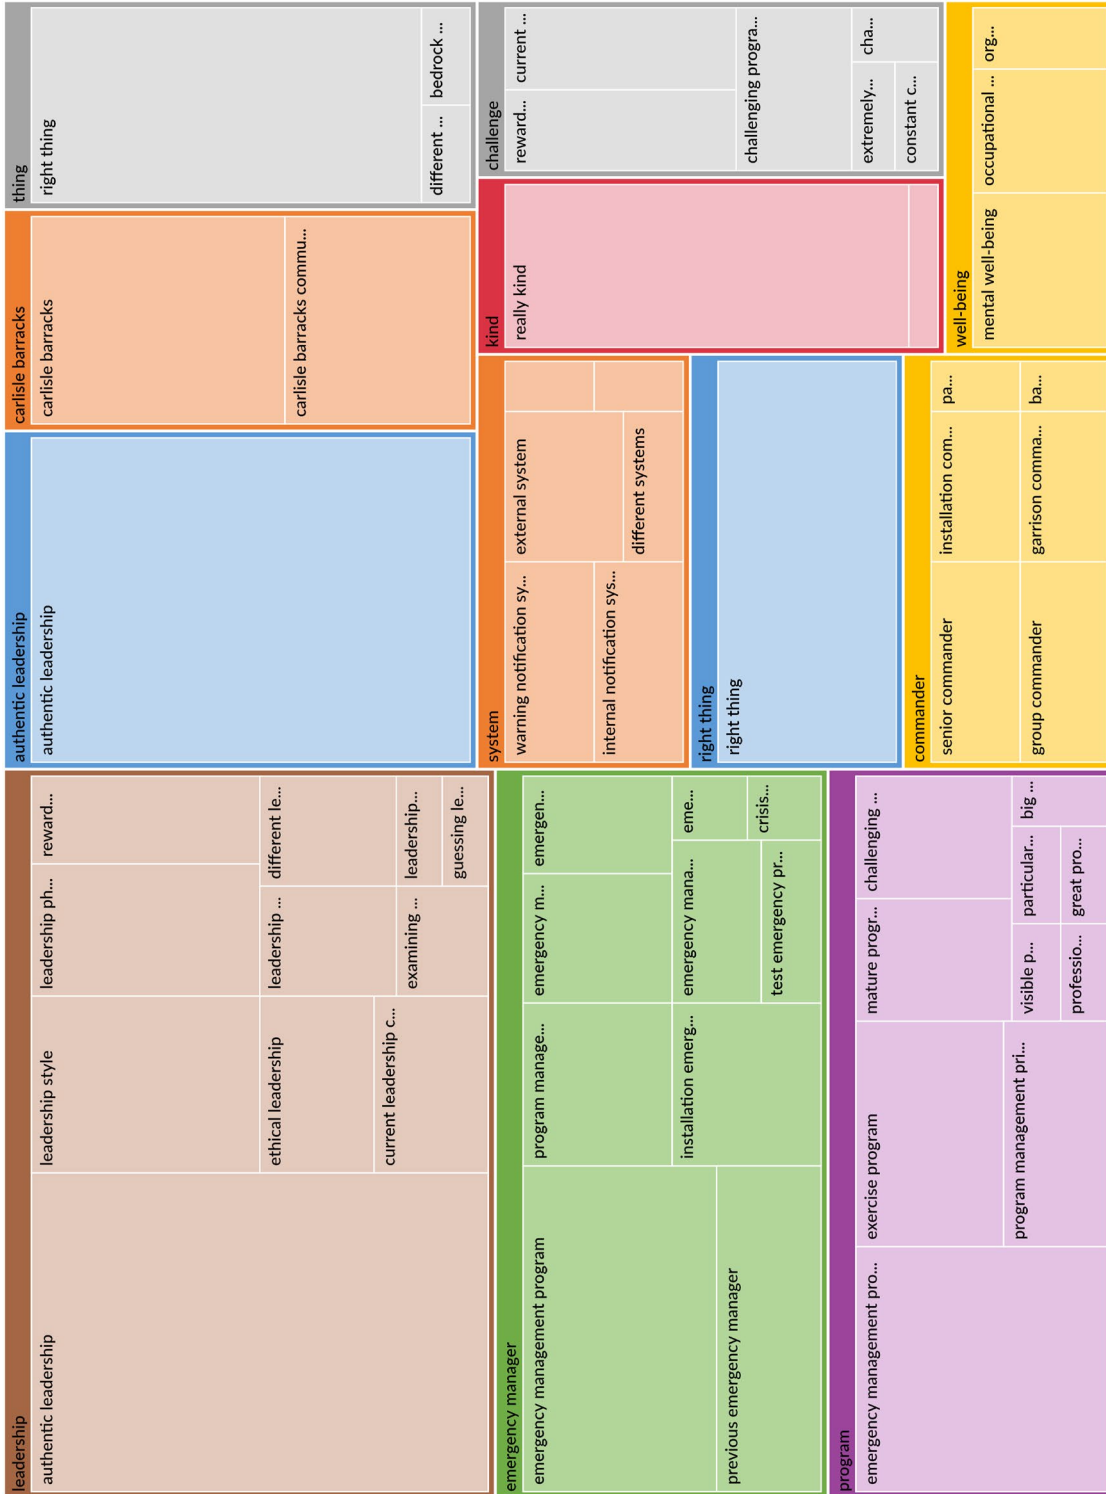 leadership
authentic leadership
leadership style
leadership ph...
reward...
ethical leadership
leadership ...
different le...
current leadership c...
examining ...
leadership...
guessing le...
emergency manager
emergency management program
program manage...
emergency m...
emergen...
previous emergency manager
installation emerg...
emergency mana...
eme...
test emergency pr...
crisis...
program
emergency management pro...
exercise program
mature progr...
challenging ...
program management pri...
visible p...
particular...
big ...
professio...
great pro...
authentic leadership
authentic leadership
carlisle barracks
carlisle barracks
carlisle barracks commu...
thing
right thing
different ...
bedrock ...
system
warning notification sy...
external system
internal notification sys...
different systems
right thing
right thing
commander
senior commander
installation com...
pa...
group commander
garrison comma...
ba...
kind
really kind
challenge
reward...
current ...
challenging progra...
extremely...
cha...
constant c...
well-being
mental well-being
occupational ...
org...